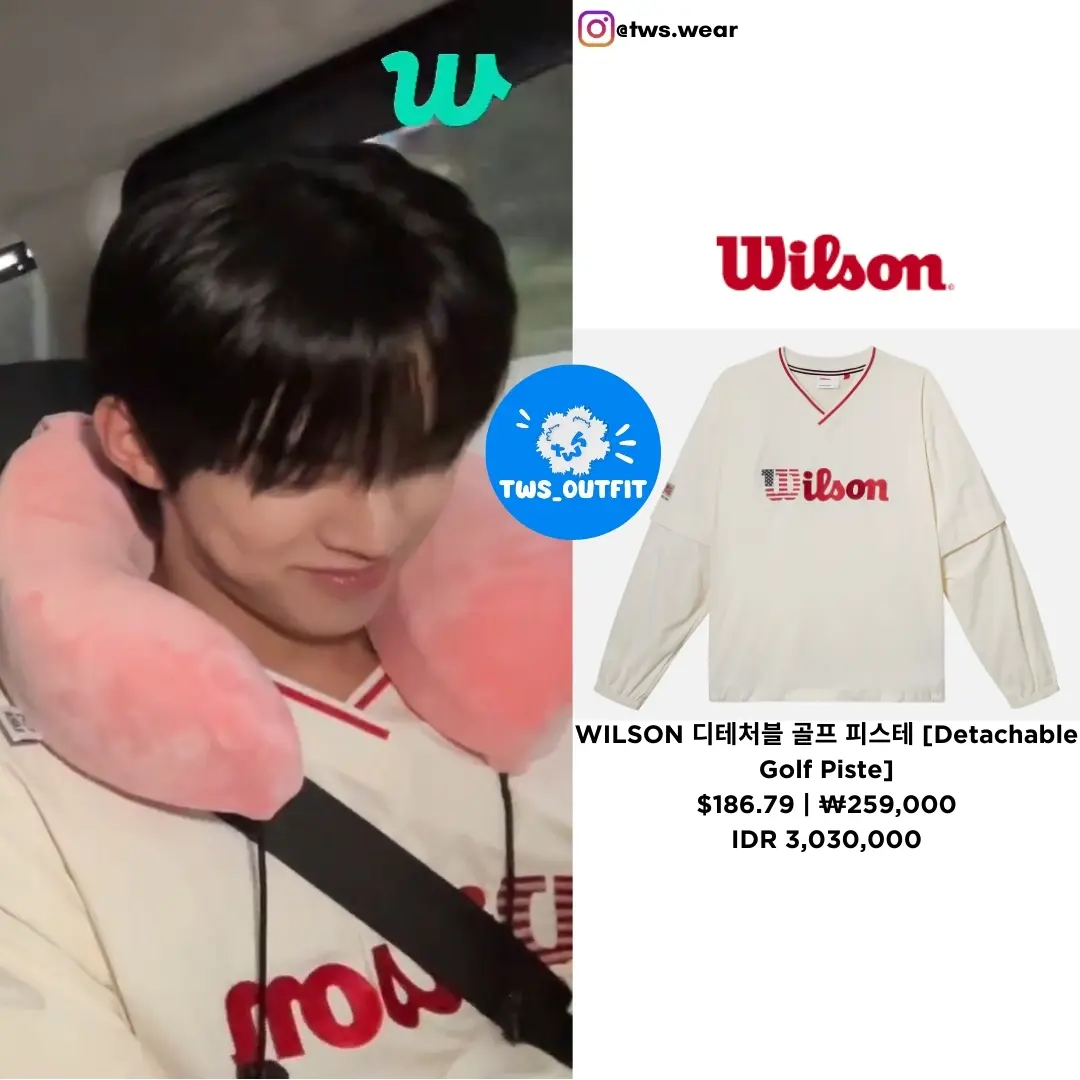 @tws.wear
w
Wilson
tws
TWS_OUTFIT
Wilson
WILSON 디테처블 골프 피스테 [Detachable
Golf Piste]
$186.79 | ₩259,000
IDR 3,030,000